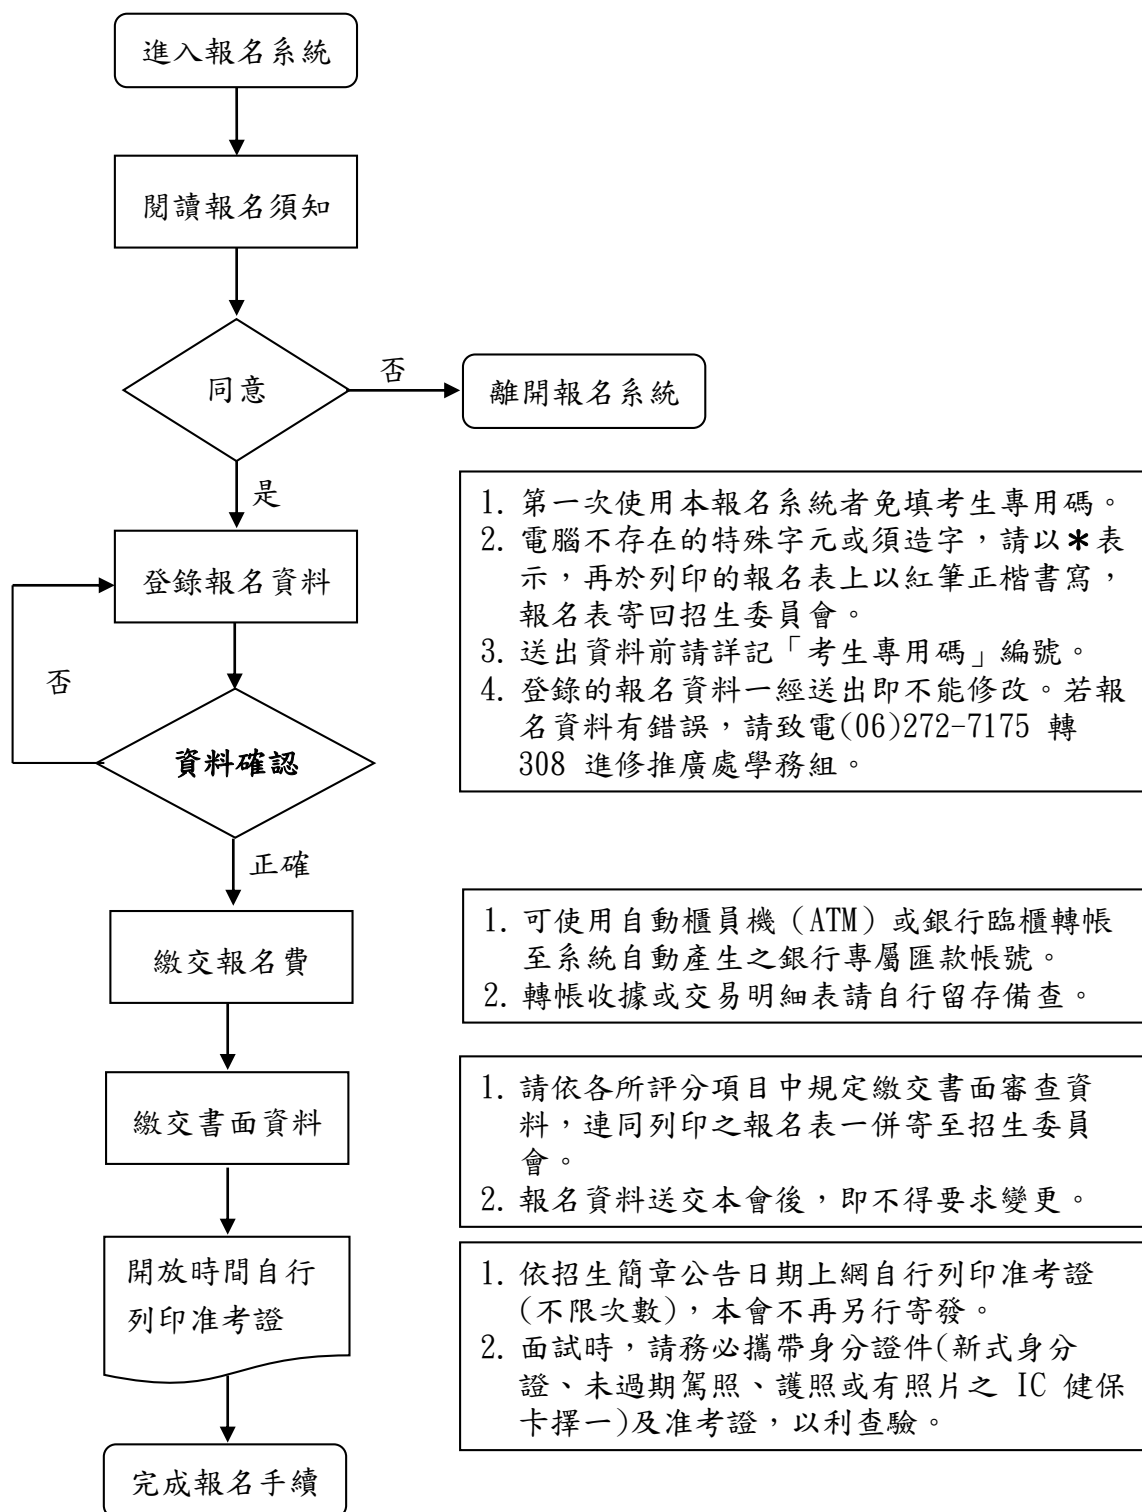 進入報名系統
閱讀報名須知
同意
否
離開報名系統
是
登錄報名資料
1. 第一次使用本報名系統者免填考生專用碼。
2. 電腦不存在的特殊字元或須造字，請以＊表
示，再於列印的報名表上以紅筆正楷書寫，
報名表寄回招生委員會。
3. 送出資料前請詳記「考生專用碼」編號。
4. 登錄的報名資料一經送出即不能修改。若報
名資料有錯誤，請致電(06)272-7175 轉
308 進修推廣處學務組。
否
資料確認
正確
繳交報名費
1. 可使用自動櫃員機（ATM）或銀行臨櫃轉帳
至系統自動產生之銀行專屬匯款帳號。
2. 轉帳收據或交易明細表請自行留存備查。
繳交書面資料
1. 請依各所評分項目中規定繳交書面審查資
料，連同列印之報名表一併寄至招生委員
會。
2. 報名資料送交本會後，即不得要求變更。
開放時間自行
列印准考證
1. 依招生簡章公告日期上網自行列印准考證
(不限次數)，本會不再另行寄發。
2. 面試時，請務必攜帶身分證件(新式身分
證、未過期駕照、護照或有照片之 IC 健保
卡擇一)及准考證，以利查驗。
完成報名手續